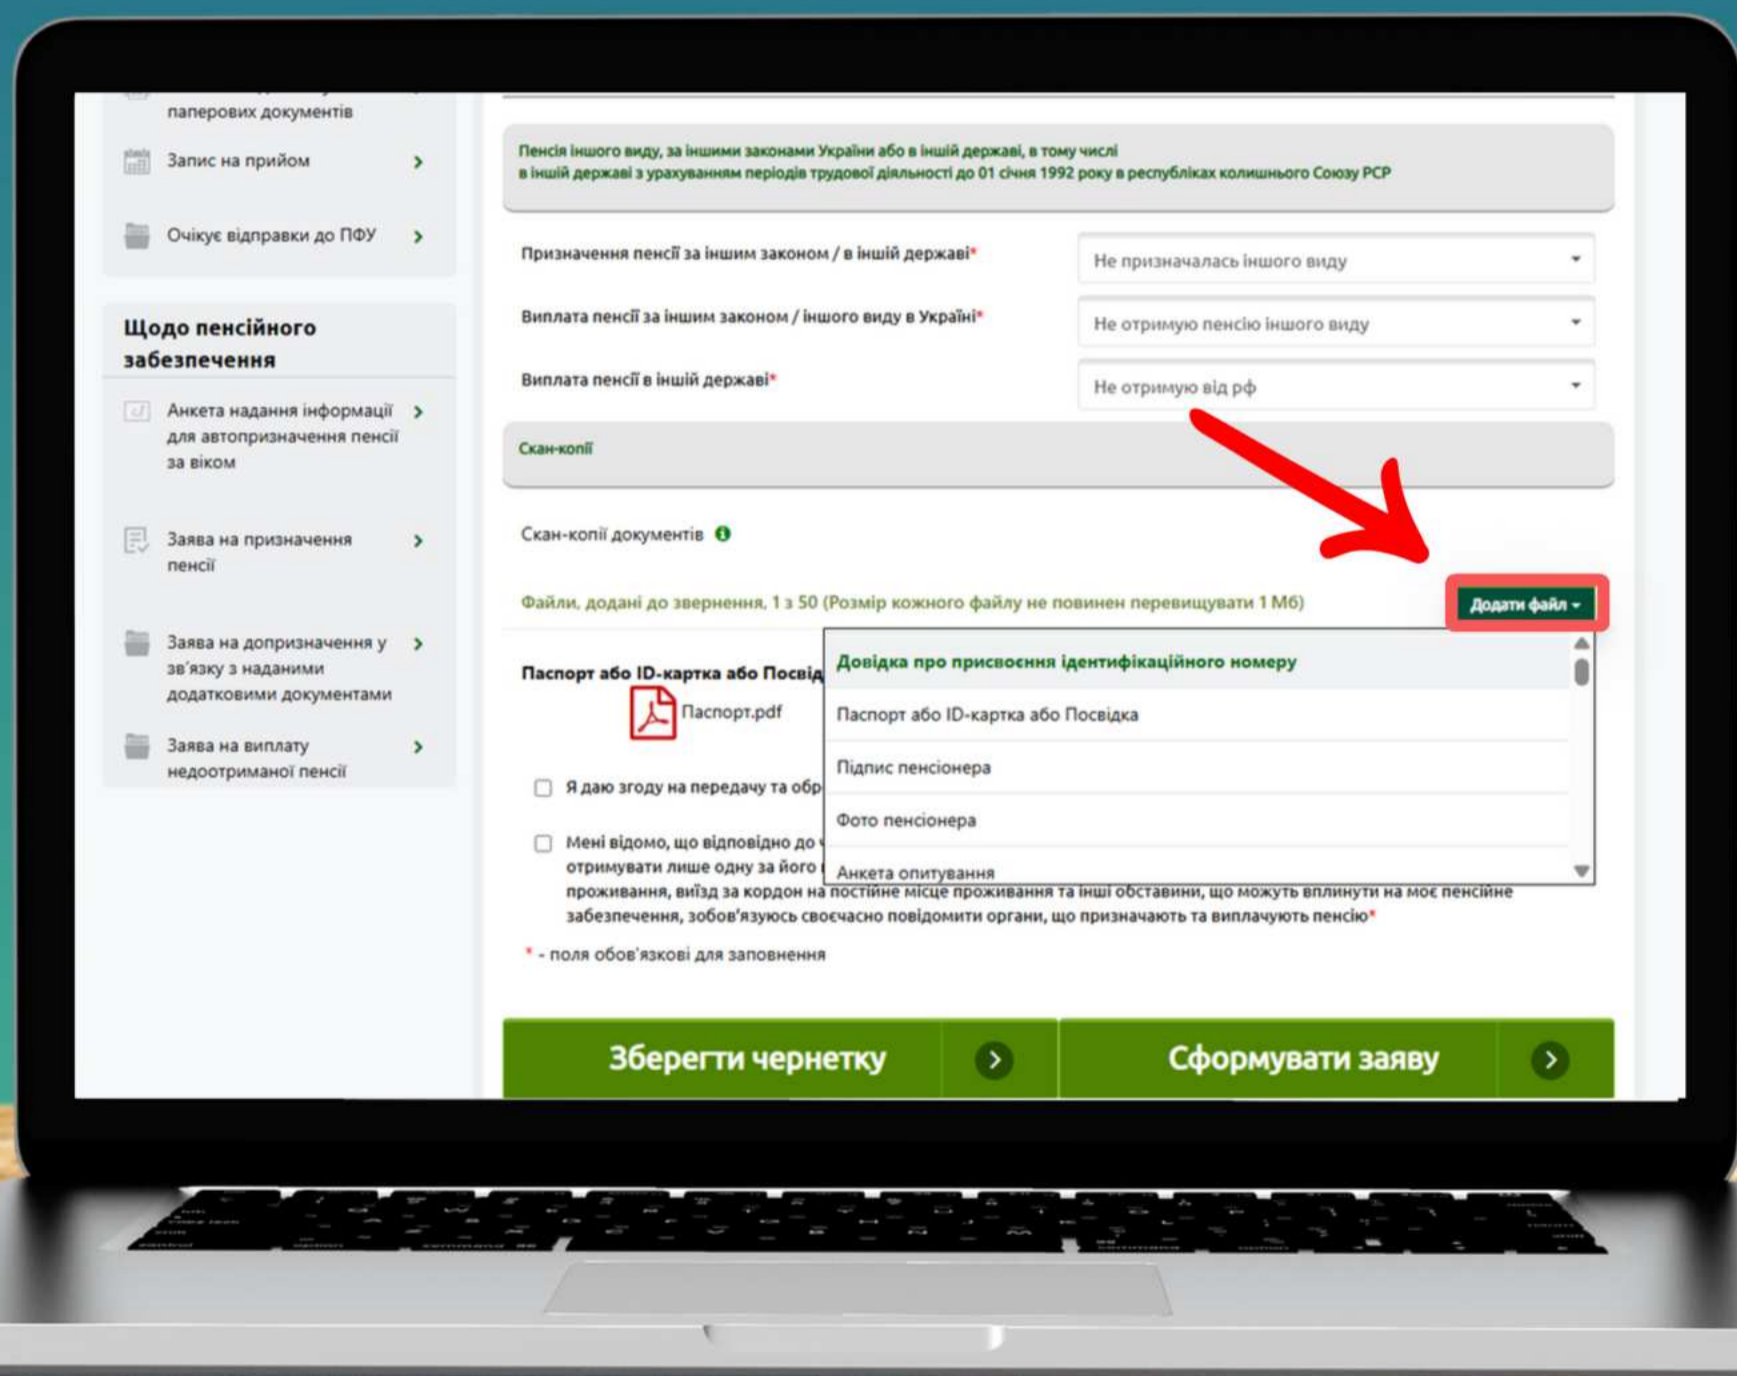 паперових документів
Запис на прийом
Очікує відправки до ПФУ
Щодо пенсійного
забезпечення
Анкета надання інформації
для автопризначення пенсії
за віком
Заява на призначення
пенсії
Заява на допризначення у
зв'язку з наданими
додатковими документами
Заява на виплату
недоотриманої пенсії
Пенсія іншого виду, за іншими законами України або в іншій державі, в тому числі
в іншій державі з урахуванням періодів трудової діяльності до 01 січня 1992 року в республіках колишнього Союзу РСР
Призначення пенсії за іншим законом / в іншій державі*
Не призначалась іншого виду
Виплата пенсії за іншим законом / іншого виду в Україні*
Не отримую пенсію іншого виду
Виплата пенсії в іншій державі*
Не отримую від рф
Скан-копії
Скан-копії документів
Файли, додані до звернення, 1 з 50 (Розмір кожного файлу не повинен перевищувати 1 Мб)
Додати файл
Паспорт або ID-картка або Посвід
Паспорт.pdf
Довідка про присвоєння ідентифікаційного номеру
Паспорт або ID-картка або Посвідка
Підпис пенсіонера
Фото пенсіонера
Анкета опитування
Я даю згоду на передачу та обр
Мені відомо, що відповідно до
отримувати лише одну за його
проживання, виїзд за кордон на постійне місце проживання та інші обставини, що можуть вплинути на моє пенсійне
забезпечення, зобов'язуюсь своєчасно повідомити органи, що призначають та виплачують пенсію*
* - поля обов'язкові для заповнення
Зберегти чернетку
Сформувати заяву